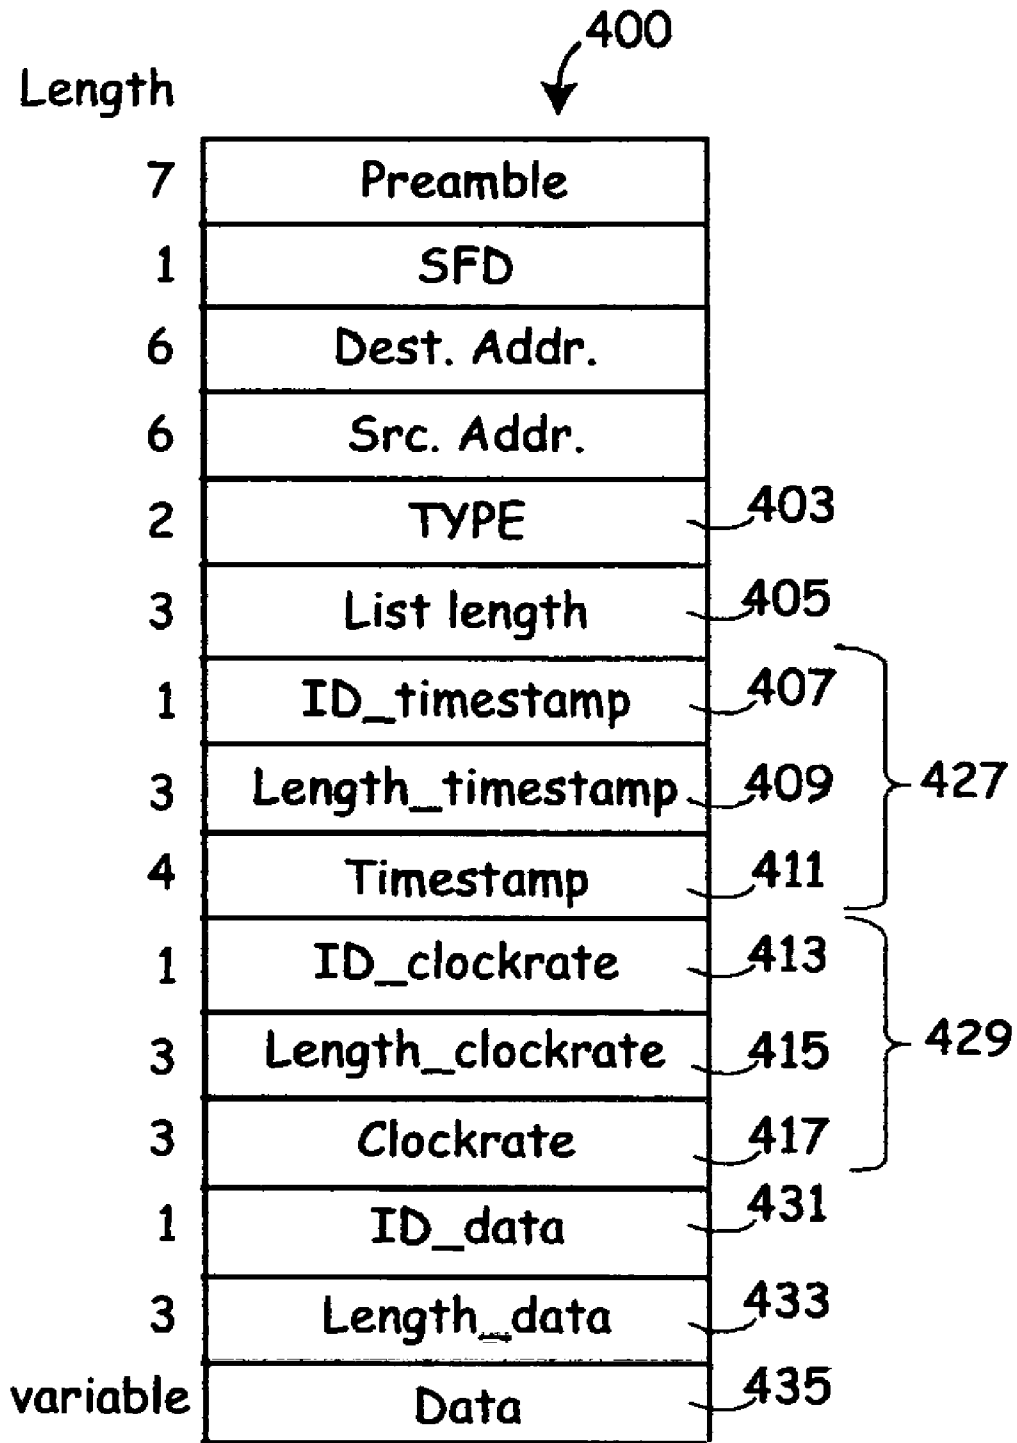 400
Length
7 Preamble
1 SFD
6 Dest. Addr.
6 Src. Addr.
2 TYPE 403
3 List length 405
1 ID_timestamp 407
3 Length_timestamp 409
427
4 Timestamp 411
1 ID_clockrate 413
3 Length_clockrate 415
429
3 Clockrate 417
1 ID_data 431
3 Length_data 433
variable Data 435